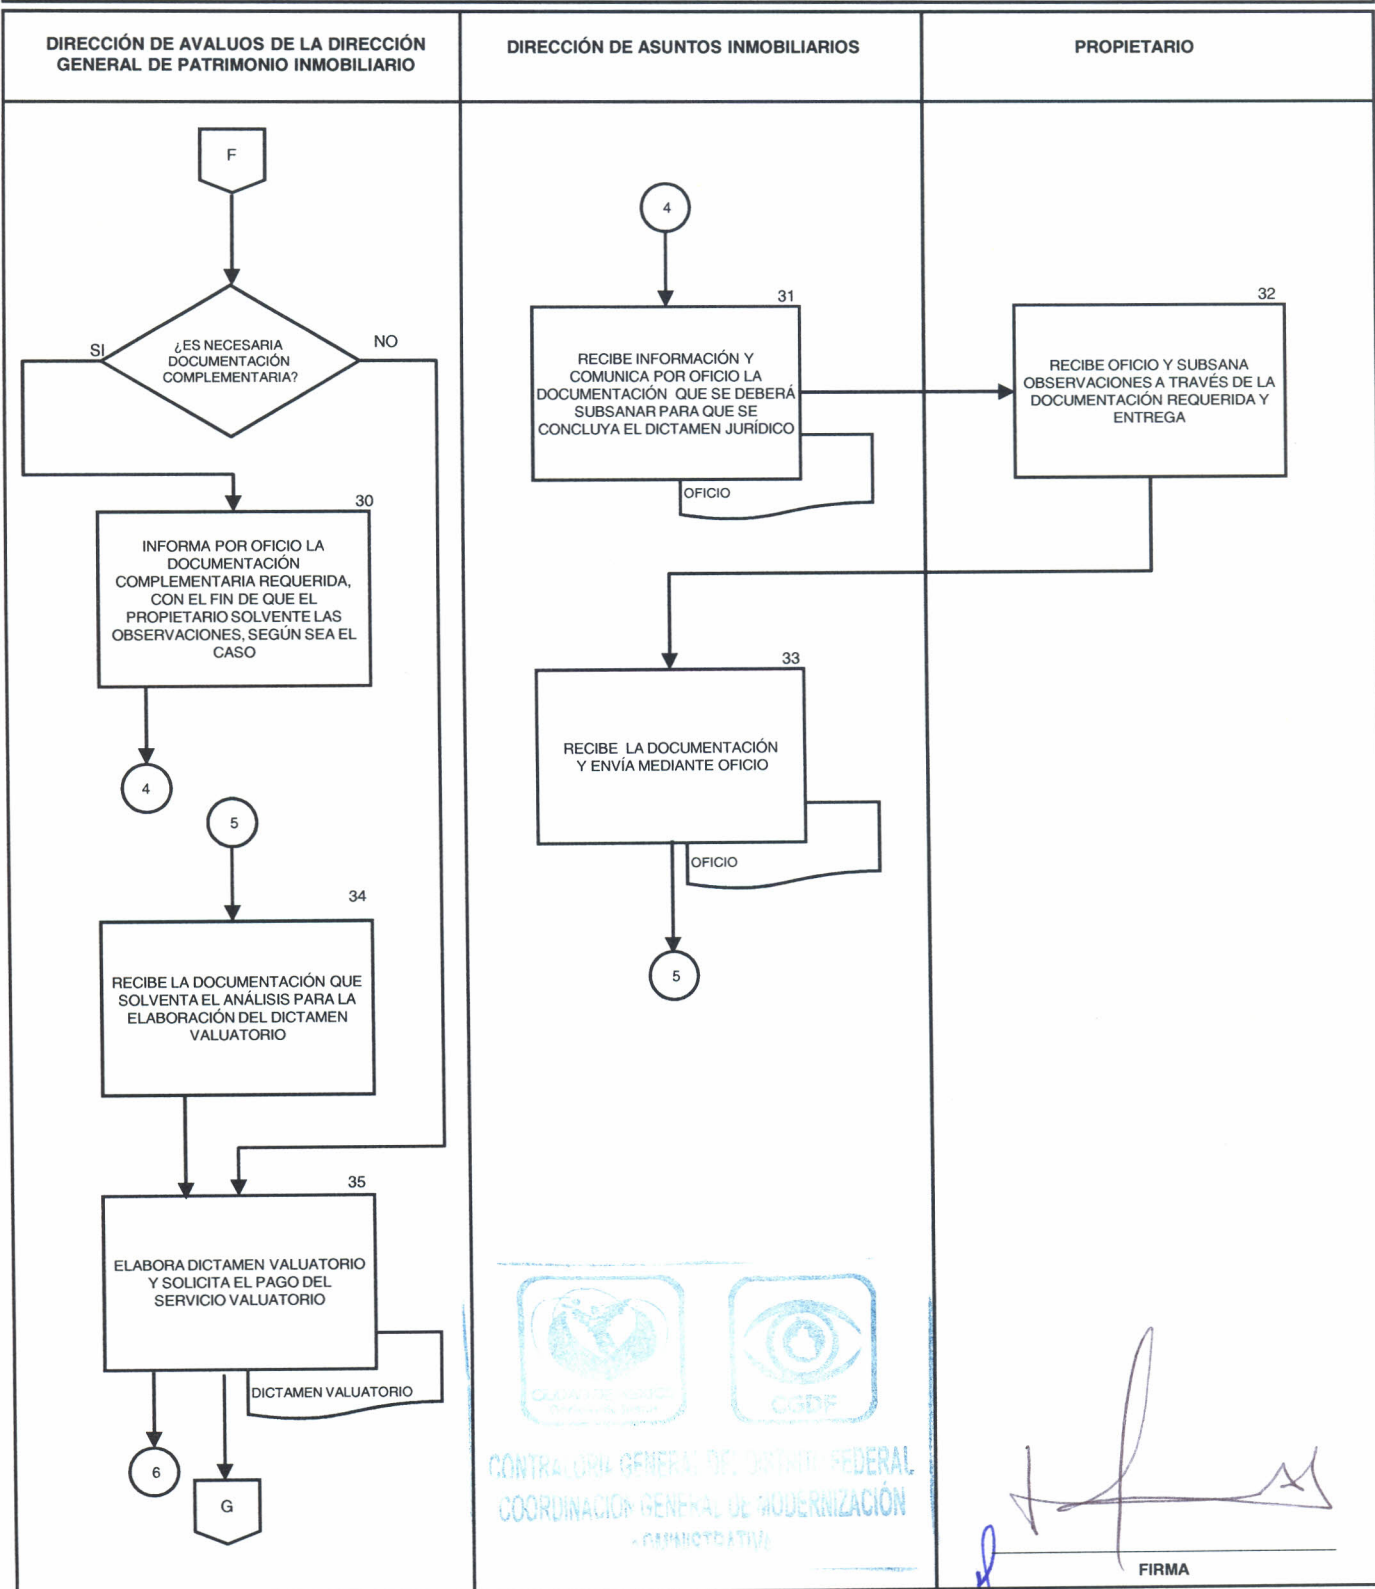 DIRECCIÓN DE AVALUOS DE LA DIRECCIÓN
GENERAL DE PATRIMONIO INMOBILIARIO
DIRECCIÓN DE ASUNTOS INMOBILIARIOS
PROPIETARIO
F
¿ES NECESARIA
DOCUMENTACIÓN
COMPLEMENTARIA?
SI
NO
30
INFORMA POR OFICIO LA
DOCUMENTACIÓN
COMPLEMENTARIA REQUERIDA,
CON EL FIN DE QUE EL
PROPIETARIO SOLVENTE LAS
OBSERVACIONES, SEGÚN SEA EL
CASO
4
5
34
RECIBE LA DOCUMENTACIÓN QUE
SOLVENTA EL ANÁLISIS PARA LA
ELABORACIÓN DEL DICTAMEN
VALUATORIO
35
ELABORA DICTAMEN VALUATORIO
Y SOLICITA EL PAGO DEL
SERVICIO VALUATORIO
DICTAMEN VALUATORIO
6
G
4
31
RECIBE INFORMACIÓN Y
COMUNICA POR OFICIO LA
DOCUMENTACIÓN QUE SE DEBERÁ
SUBSANAR PARA QUE SE
CONCLUYA EL DICTAMEN JURÍDICO
OFICIO
33
RECIBE LA DOCUMENTACIÓN
Y ENVÍA MEDIANTE OFICIO
OFICIO
5
32
RECIBE OFICIO Y SUBSANA
OBSERVACIONES A TRAVÉS DE LA
DOCUMENTACIÓN REQUERIDA Y
ENTREGA
CGDF
CONTRALORIA GENERAL DEL DISTRITO FEDERAL
COORDINACIÓN GENERAL DE MODERNIZACIÓN
FIRMA